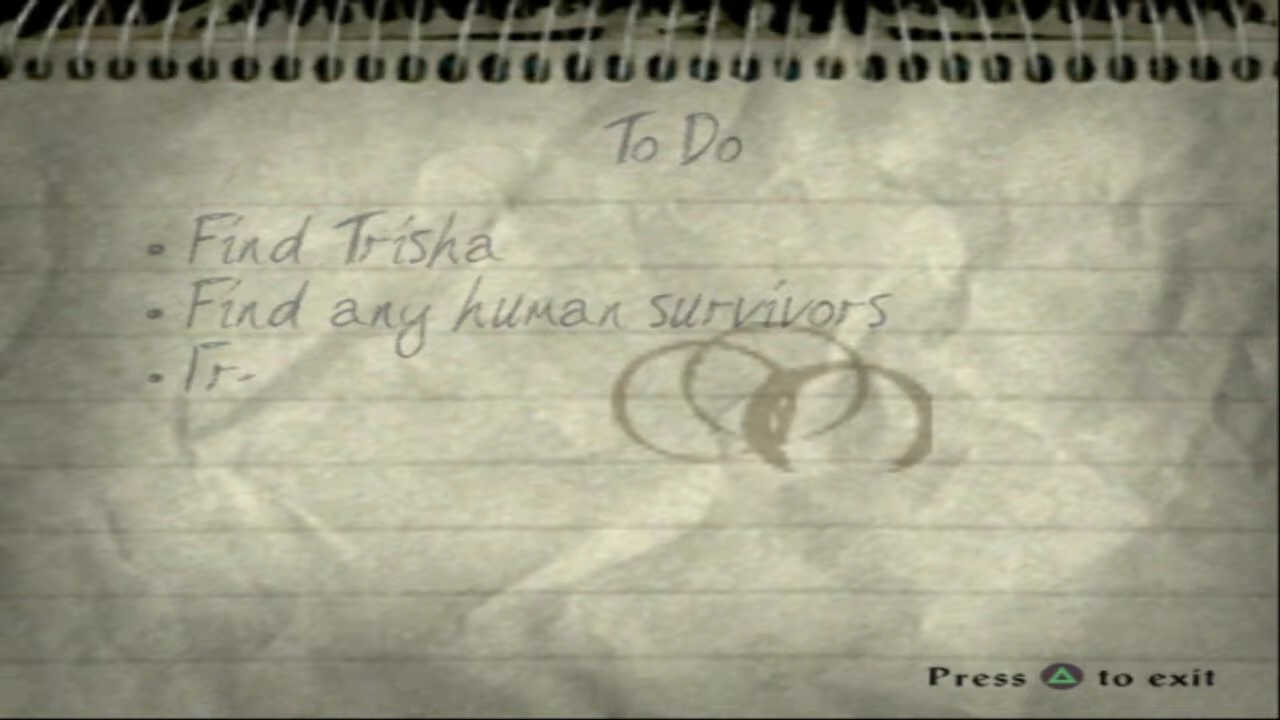 To Do
• Find Trisha
• Find any human survivors
• Tr-
Press to exit